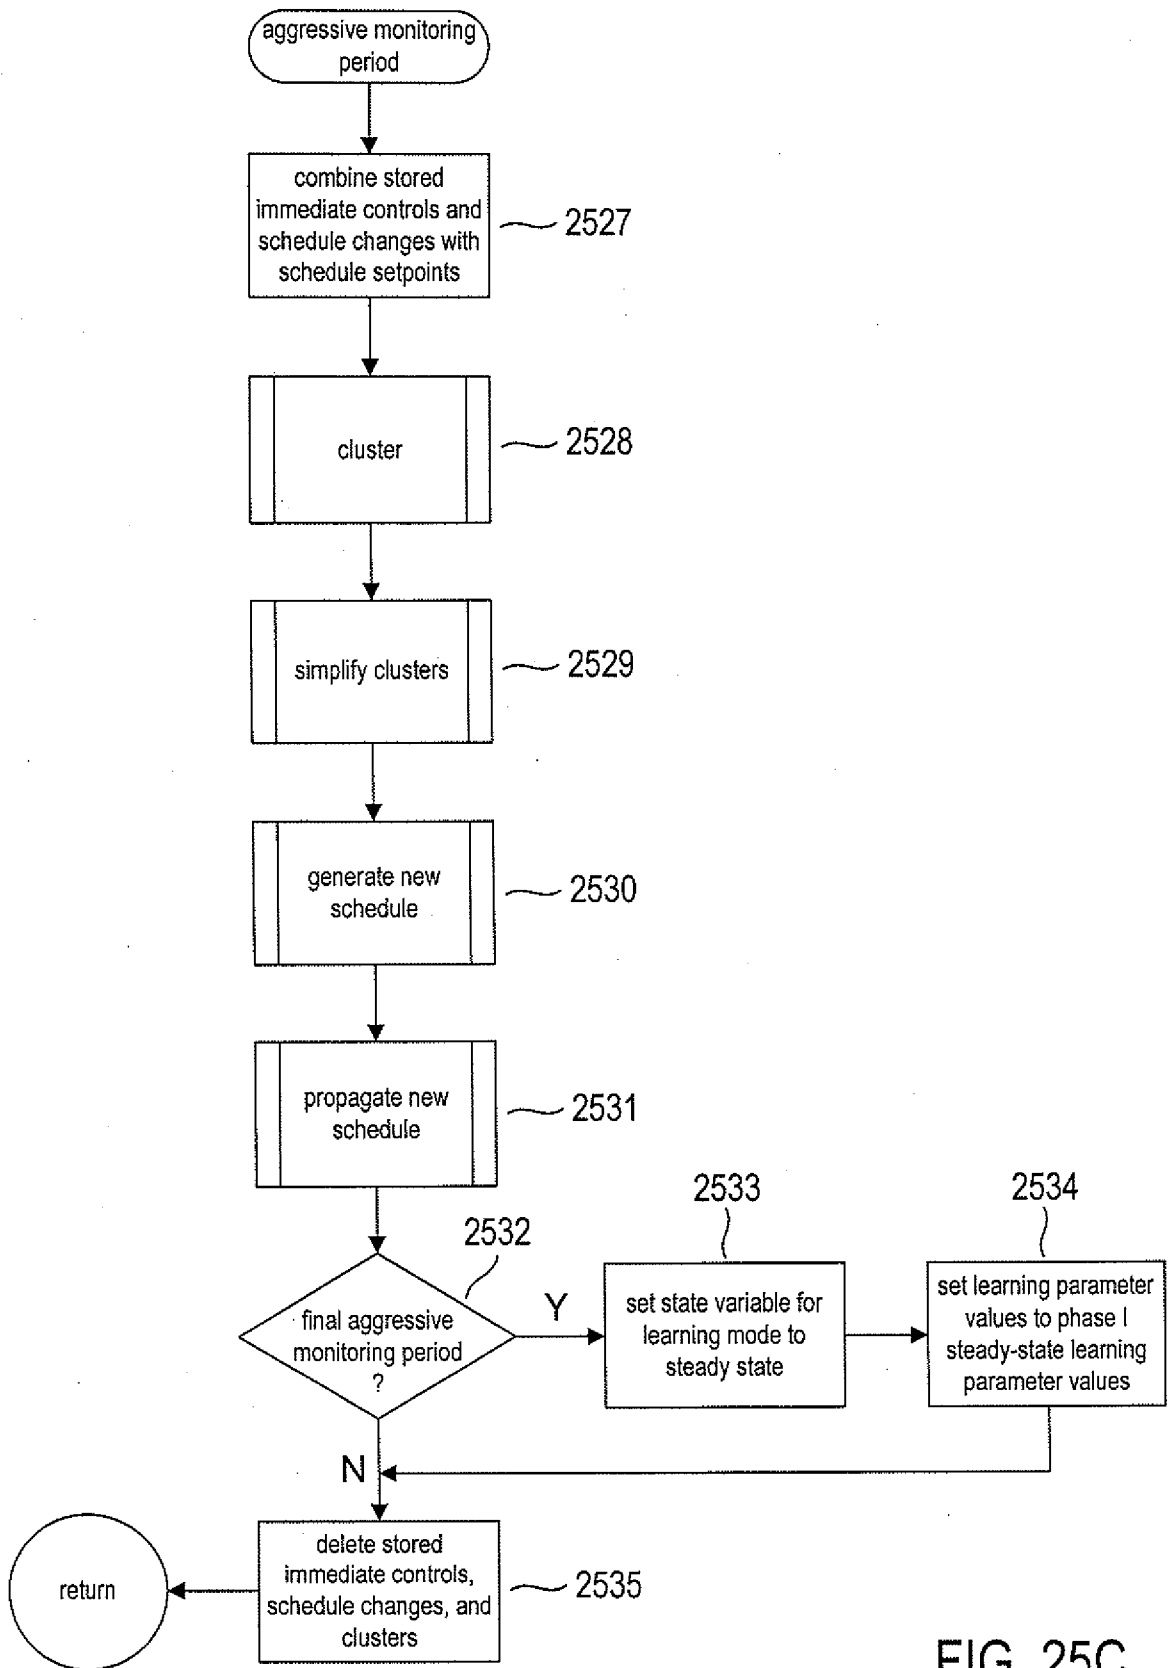 aggressive monitoring
period
combine stored
immediate controls and
schedule changes with
schedule setpoints
2527
cluster
2528
simplify clusters
2529
generate new
schedule
2530
propagate new
schedule
2531
2532
final aggressive
monitoring period
?
Y
2533
set state variable for
learning mode to
steady state
2534
set learning parameter
values to phase I
steady-state learning
parameter values
N
delete stored
immediate controls,
schedule changes, and
clusters
2535
return
FIG. 25C